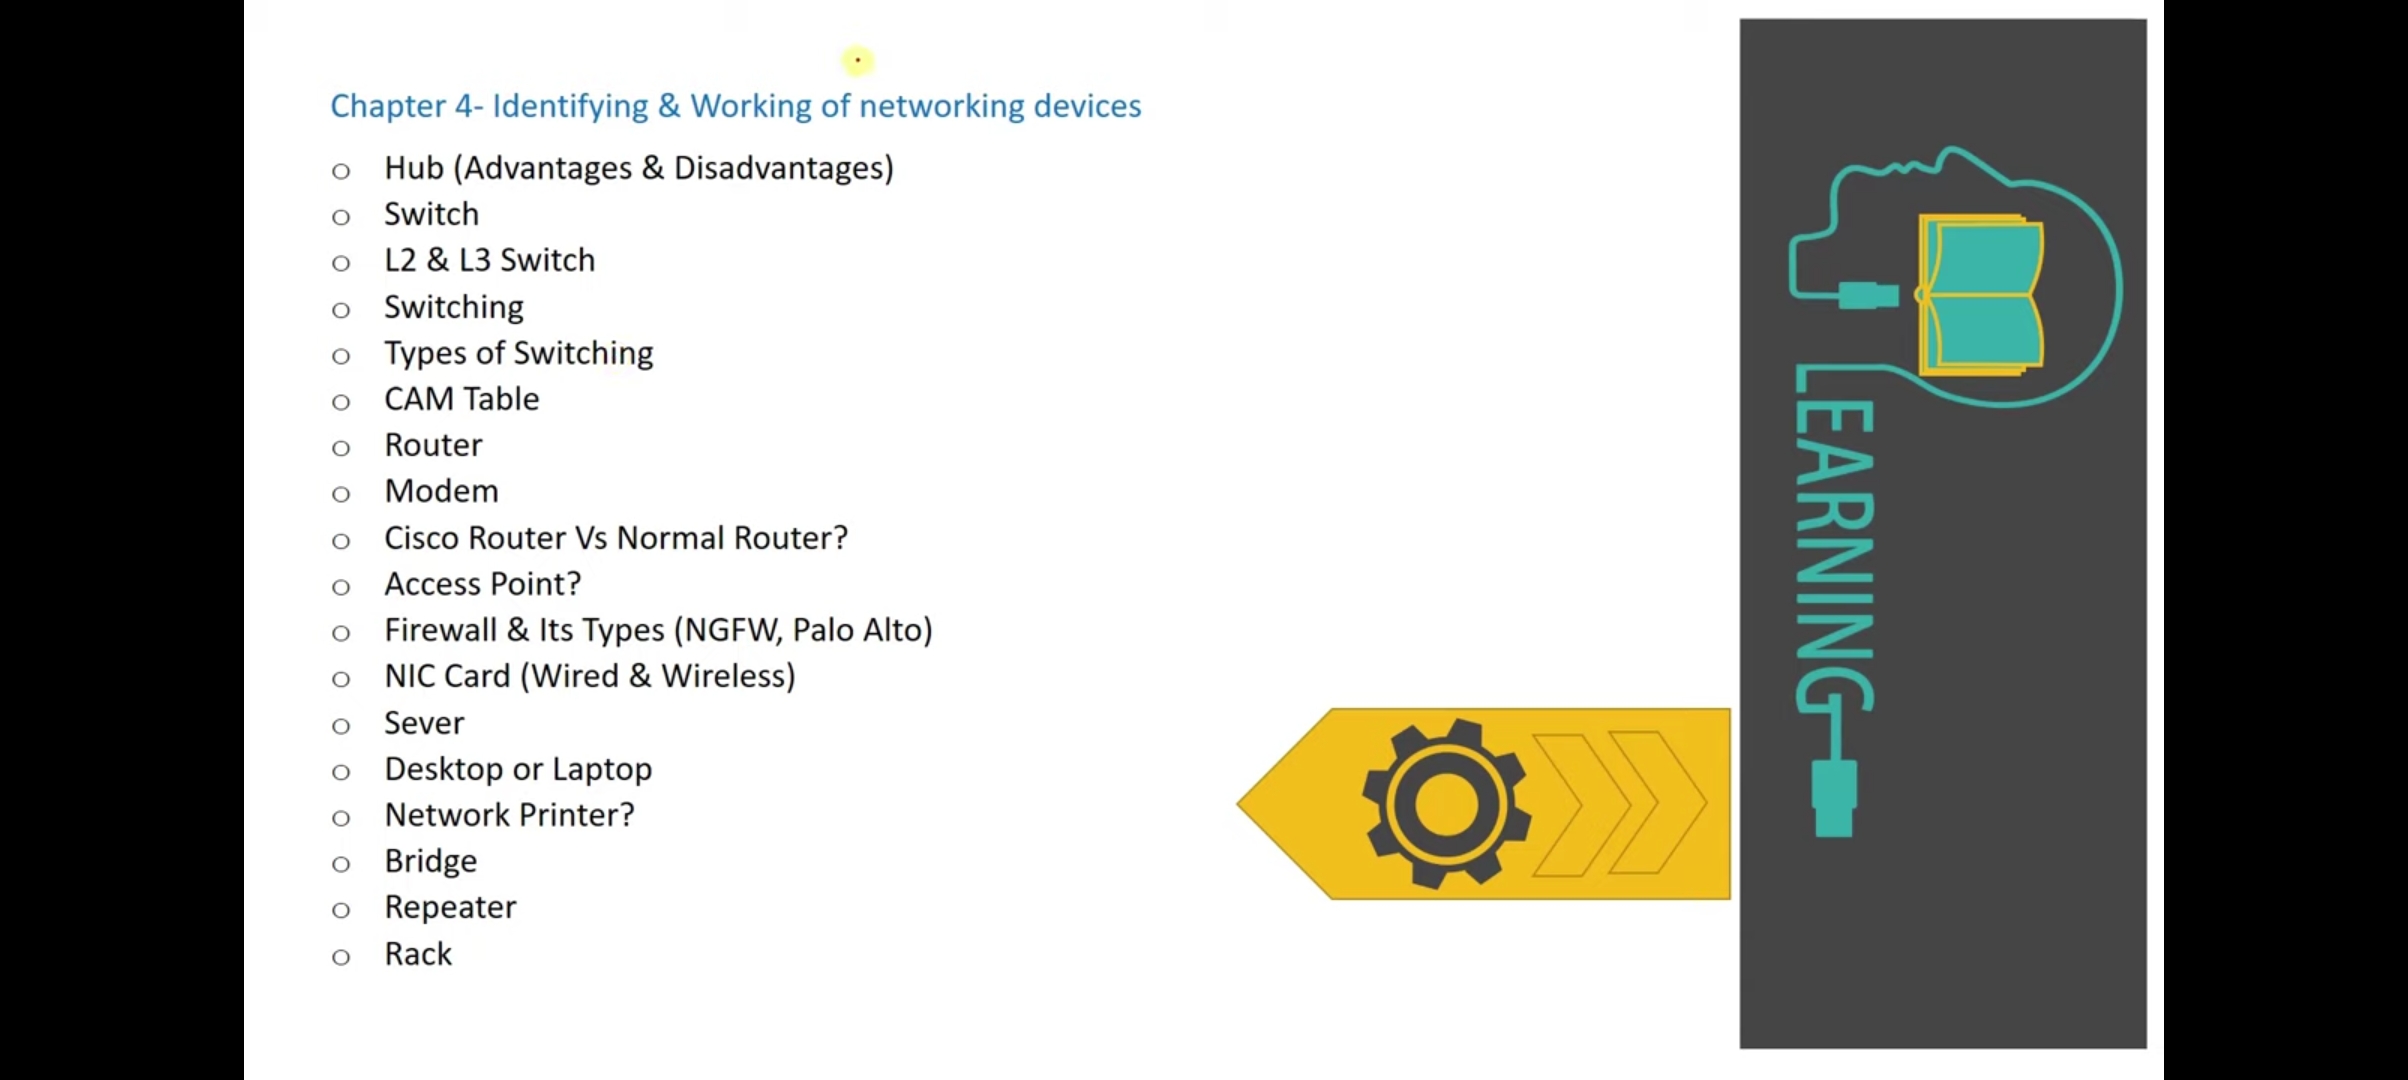 Chapter 4- Identifying & Working of networking devices
Hub (Advantages & Disadvantages)
Switch
L2 & L3 Switch
Switching
Types of Switching
CAM Table
Router
Modem
Cisco Router Vs Normal Router?
Access Point?
Firewall & Its Types (NGFW, Palo Alto)
NIC Card (Wired & Wireless)
Sever
Desktop or Laptop
Network Printer?
Bridge
Repeater
Rack
LEARNING